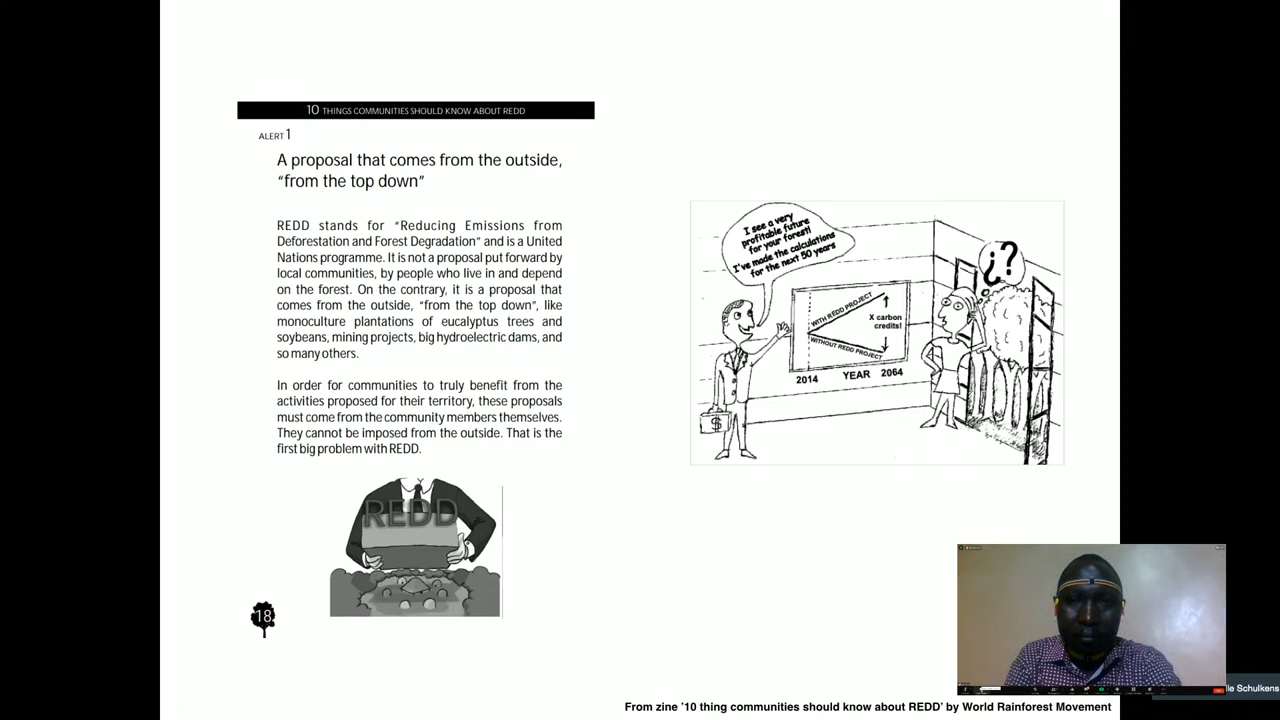 10 THINGS COMMUNITIES SHOULD KNOW ABOUT REDD
ALERT 1
A proposal that comes from the outside,
“from the top down”
REDD stands for “Reducing Emissions from
Deforestation and Forest Degradation” and is a United
Nations programme. It is not a proposal put forward by
local communities, by people who live in and depend
on the forest. On the contrary, it is a proposal that
comes from the outside, “from the top down”, like
monoculture plantations of eucalyptus trees and
soybeans, mining projects, big hydroelectric dams, and
so many others.
In order for communities to truly benefit from the
activities proposed for their territory, these proposals
must come from the community members themselves.
They cannot be imposed from the outside. That is the
first big problem with REDD.
REDD
18
I see a very
profitable future
for your forest!
I've made the calculations
for the next 50 years
¿?
WITH REDD PROJECT
X carbon
credits!
WITHOUT REDD PROJECT
2014 YEAR 2064
$
lle Schulkens
From zine '10 thing communities should know about REDD' by World Rainforest Movement